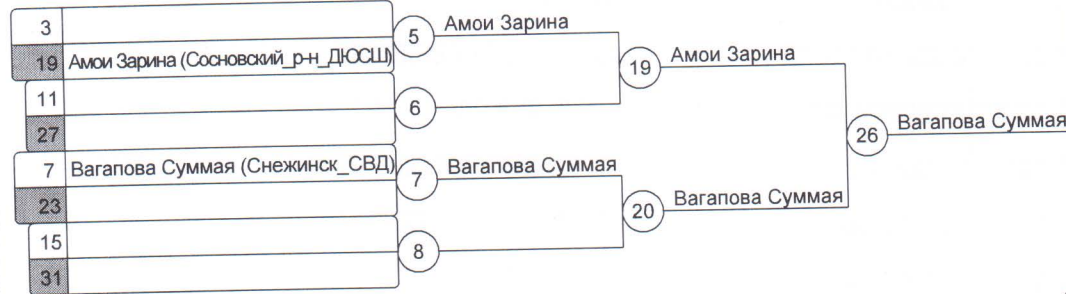 3
5
Амои Зарина
19 Амои Зарина (Сосновский_р-н_ДЮСШ)
19
Амои Зарина
11
6
27
26
Вагапова Суммая
7 Вагапова Суммая (Снежинск_СВД)
7
Вагапова Суммая
23
20
Вагапова Суммая
15
8
31